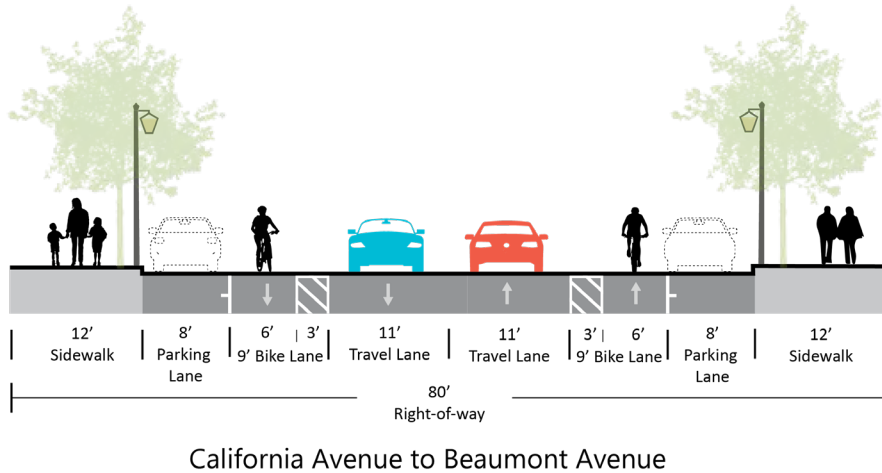 12’ 8’ 6’ 3’ 11’ 11’ 3’ 6’ 8’ 12’
Sidewalk Parking 9’ Bike Lane Travel Lane Travel Lane 9’ Bike Lane Parking Sidewalk
Lane Lane
80’
Right-of-way
California Avenue to Beaumont Avenue